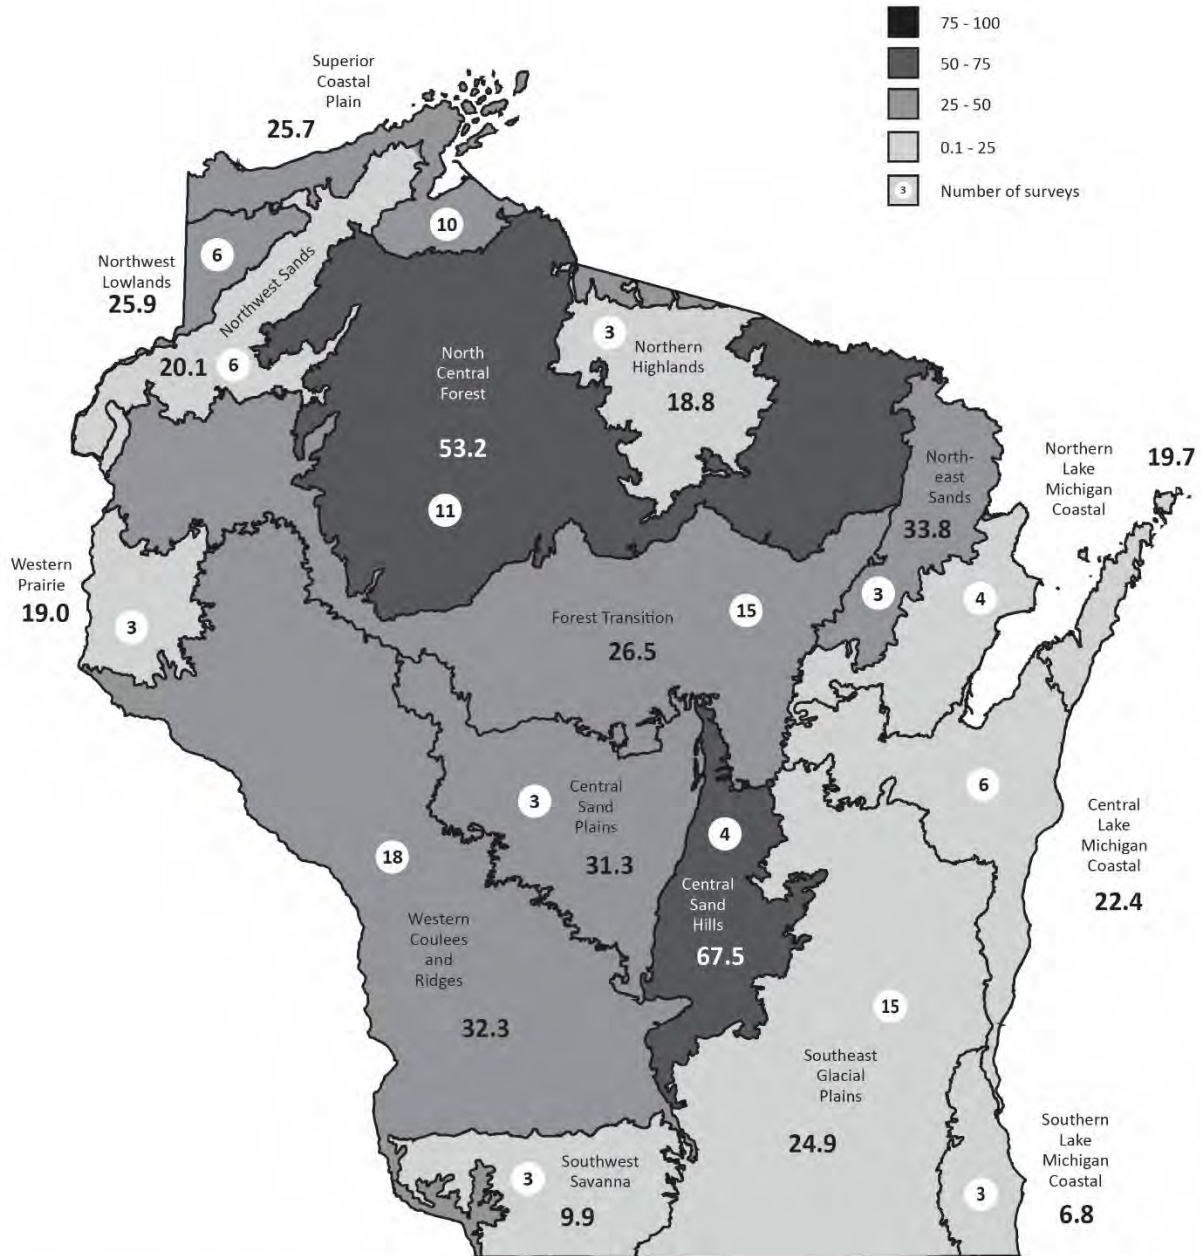 75 - 100
50 - 75
25 - 50
0.1 - 25
3 Number of surveys
Superior
Coastal
Plain
25.7
10
6
Northwest
Lowlands
25.9
Northwest Sands
20.1
6
North
Central
Forest
53.2
11
3
Northern
Highlands
18.8
North-
east
Sands
33.8
3
Northern
Lake
Michigan
Coastal
19.7
4
Western
Prairie
19.0
3
Forest Transition
26.5
15
Central
Sand
Plains
31.3
3
4
Central
Sand
Hills
67.5
6
Central
Lake
Michigan
Coastal
22.4
18
Western
Coulees
and
Ridges
32.3
15
Southeast
Glacial
Plains
24.9
Southern
Lake
Michigan
Coastal
6.8
3
3
Southwest
Savanna
9.9